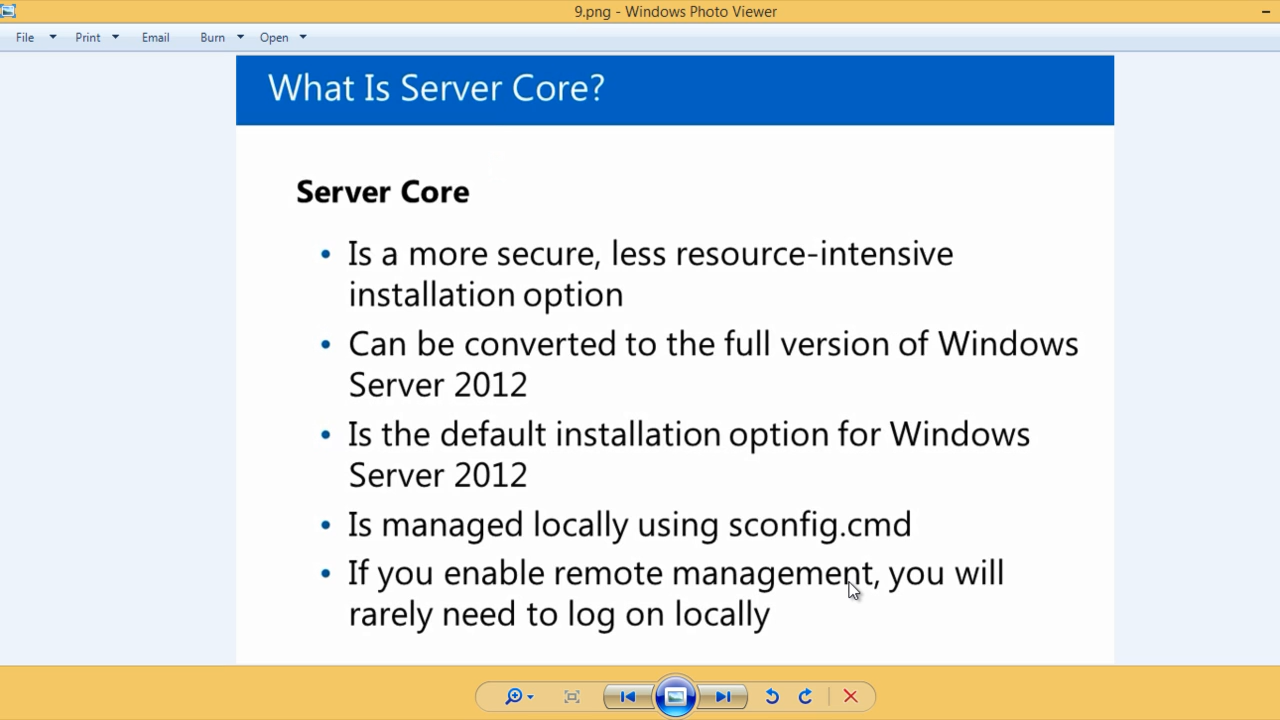 9.png - Windows Photo Viewer
File Print Email Burn Open
What Is Server Core?
Server Core
• Is a more secure, less resource-intensive
installation option
• Can be converted to the full version of Windows
Server 2012
• Is the default installation option for Windows
Server 2012
• Is managed locally using sconfig.cmd
• If you enable remote management, you will
rarely need to log on locally